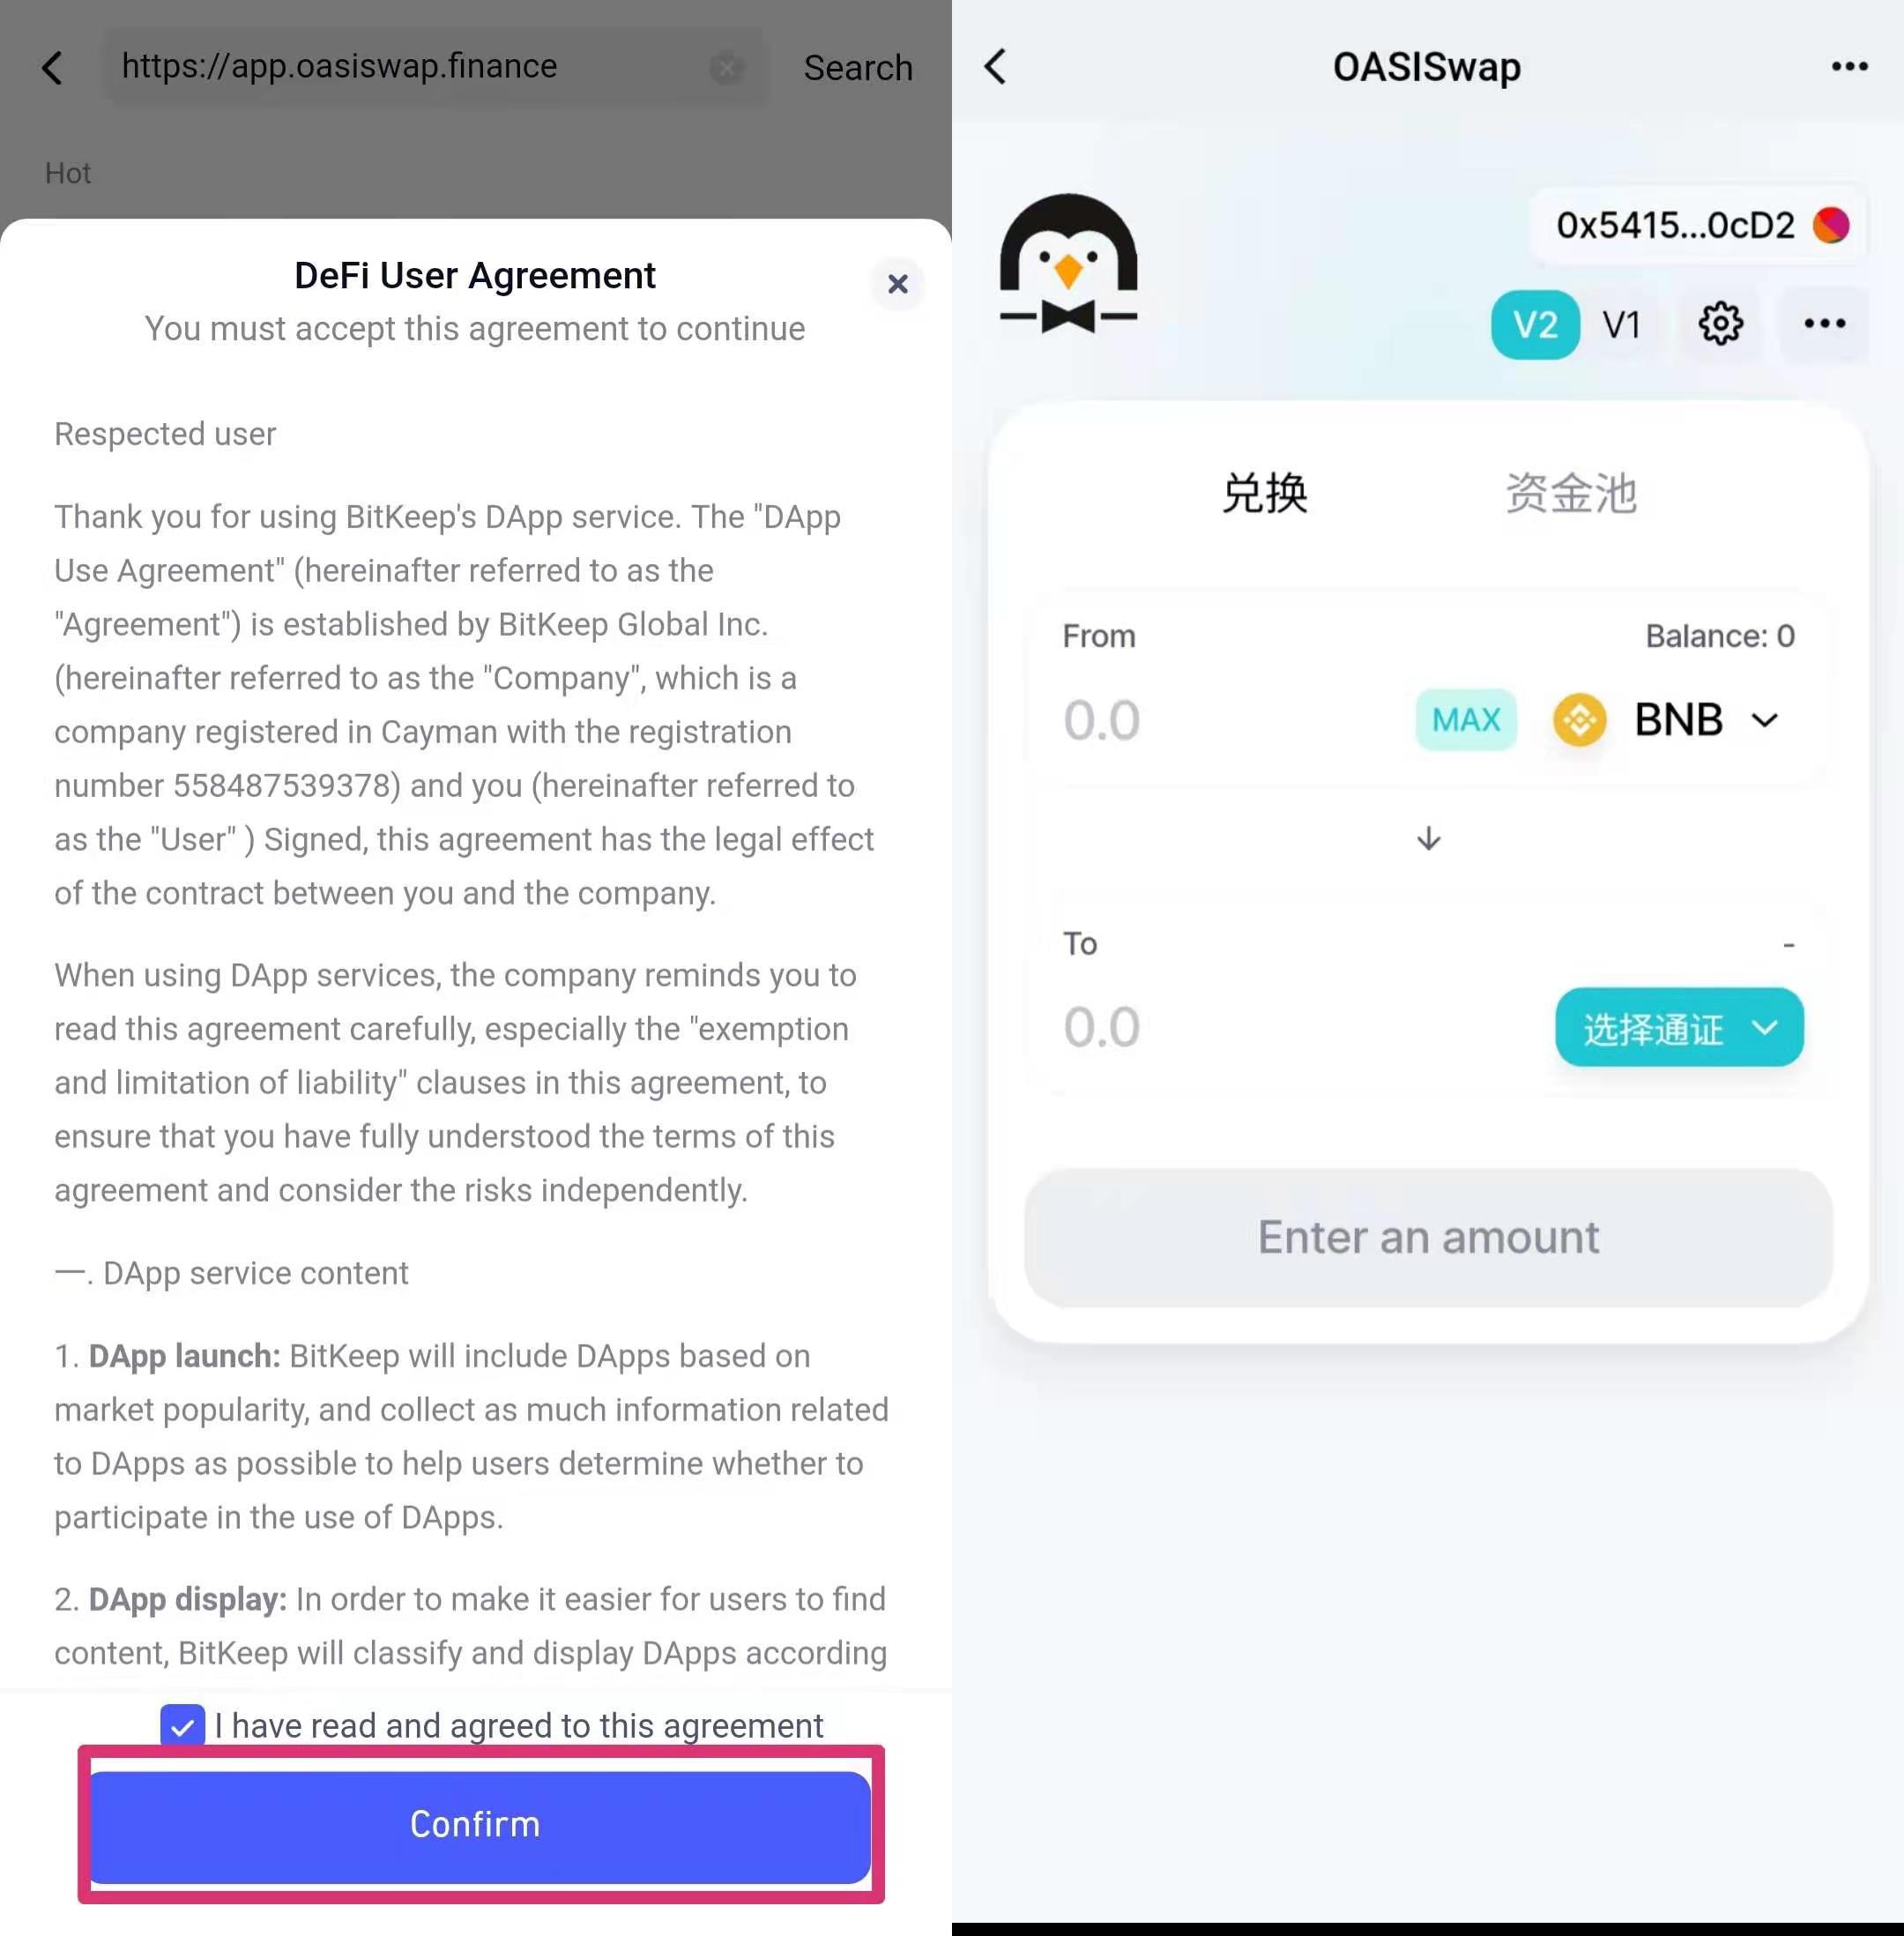 https://app.oasiswap.finance
Search
Hot
DeFi User Agreement
You must accept this agreement to continue
Respected user
Thank you for using BitKeep's DApp service. The "DApp
Use Agreement" (hereinafter referred to as the
"Agreement") is established by BitKeep Global Inc.
(hereinafter referred to as the "Company", which is a
company registered in Cayman with the registration
number 558487539378) and you (hereinafter referred to
as the "User" ) Signed, this agreement has the legal effect
of the contract between you and the company.
When using DApp services, the company reminds you to
read this agreement carefully, especially the "exemption
and limitation of liability" clauses in this agreement, to
ensure that you have fully understood the terms of this
agreement and consider the risks independently.
一. DApp service content
1. DApp launch: BitKeep will include DApps based on
market popularity, and collect as much information related
to DApps as possible to help users determine whether to
participate in the use of DApps.
2. DApp display: In order to make it easier for users to find
content, BitKeep will classify and display DApps according
I have read and agreed to this agreement
Confirm
OASISwap
0x5415...0cD2
V2 V1
兑换 资金池
From Balance: 0
0.0 MAX BNB
To -
0.0 选择通证
Enter an amount